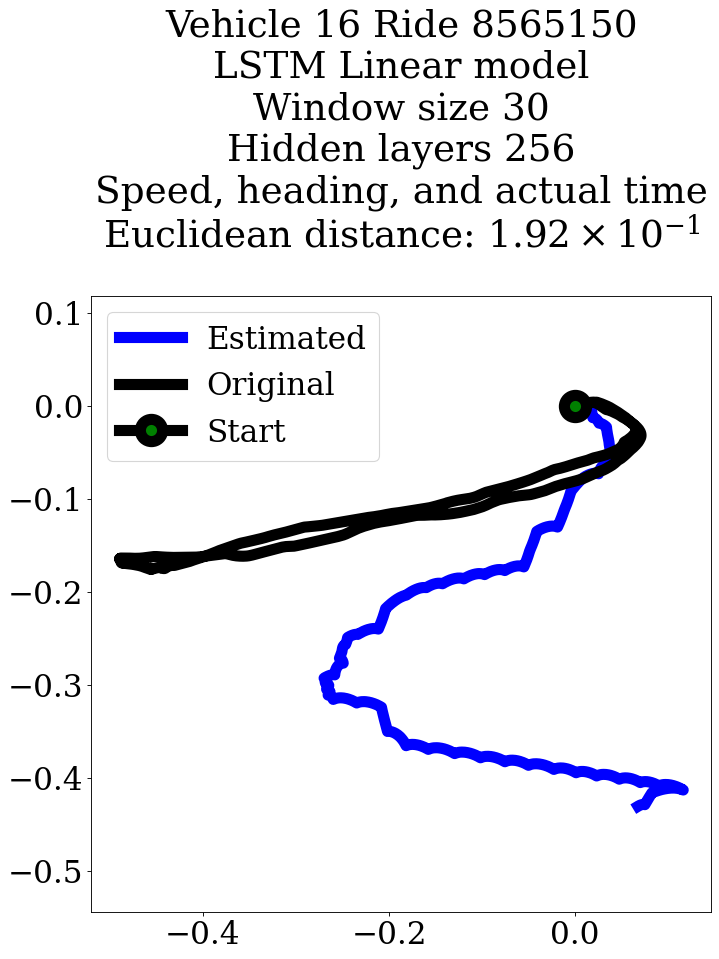 Vehicle 16 Ride 8565150
LSTM Linear model
Window size 30
Hidden layers 256
Speed, heading, and actual time
Euclidean distance: 1.92 × 10⁻¹
Estimated
Original
Start
0.1
0.0
−0.1
−0.2
−0.3
−0.4
−0.5
−0.4 −0.2 0.0